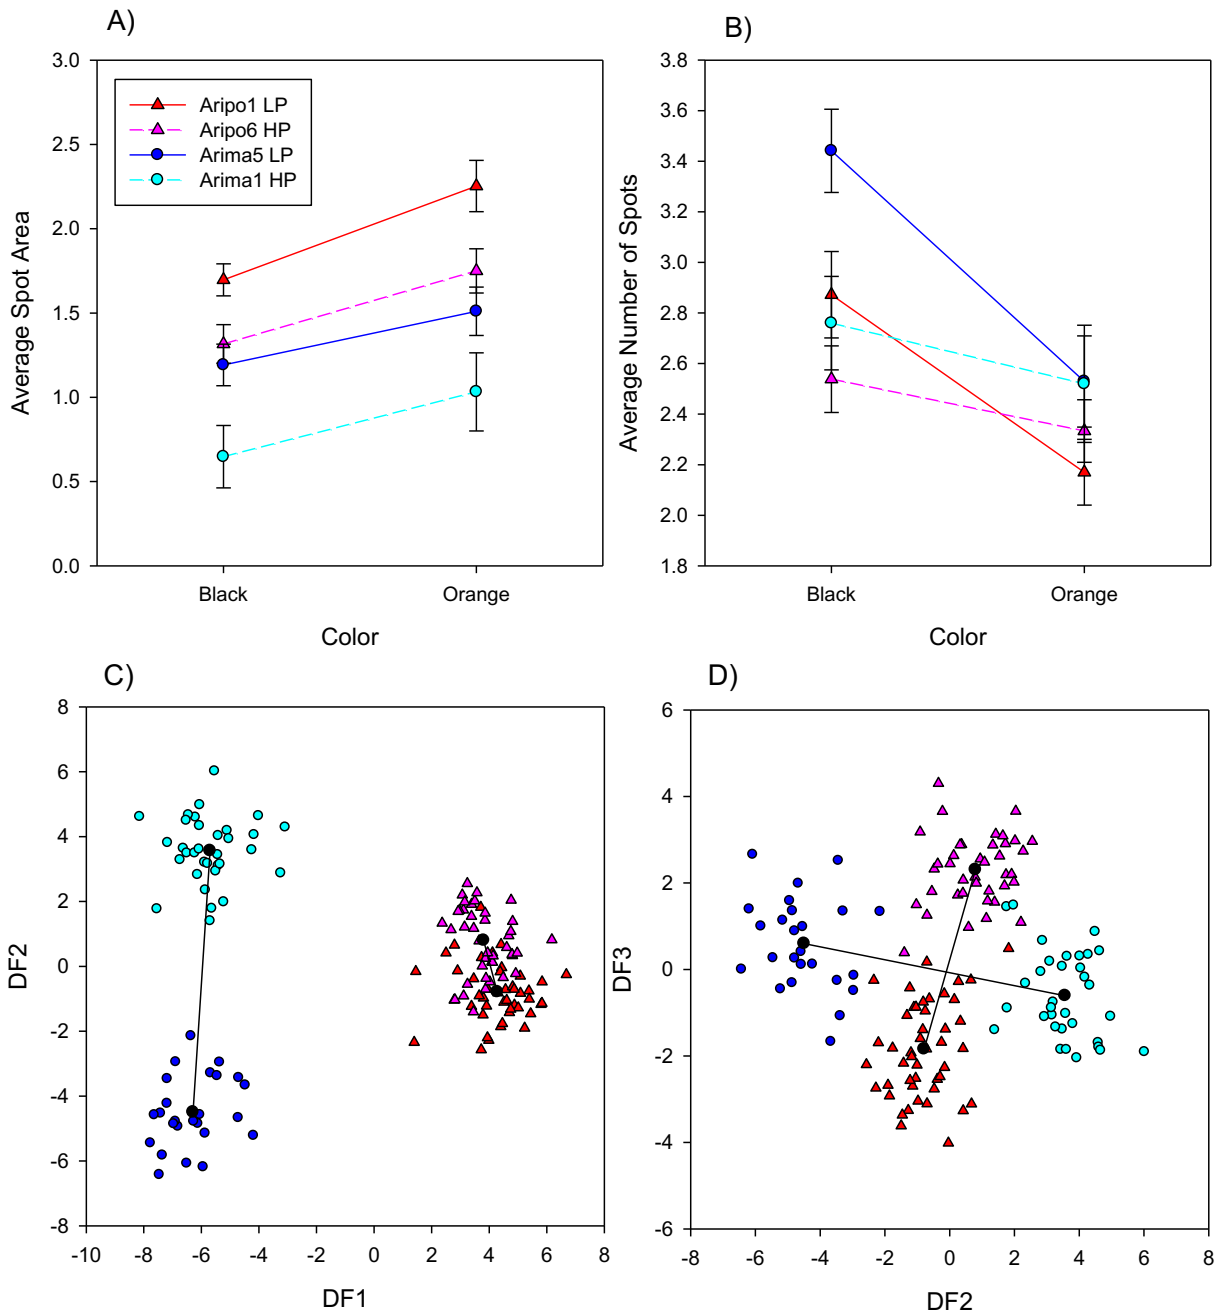 A)
B)
3.0
2.5
2.0
1.5
1.0
0.5
0.0
Average Spot Area
Aripo1 LP
Aripo6 HP
Arima5 LP
Arima1 HP
Black
Orange
Color
3.8
3.6
3.4
3.2
3.0
2.8
2.6
2.4
2.2
2.0
1.8
Average Number of Spots
Black
Orange
Color
C)
8
6
4
2
0
-2
-4
-6
-8
DF2
-10 -8 -6 -4 -2 0 2 4 6 8
DF1
D)
6
4
2
0
-2
-4
-6
DF3
-8 -6 -4 -2 0 2 4 6 8
DF2